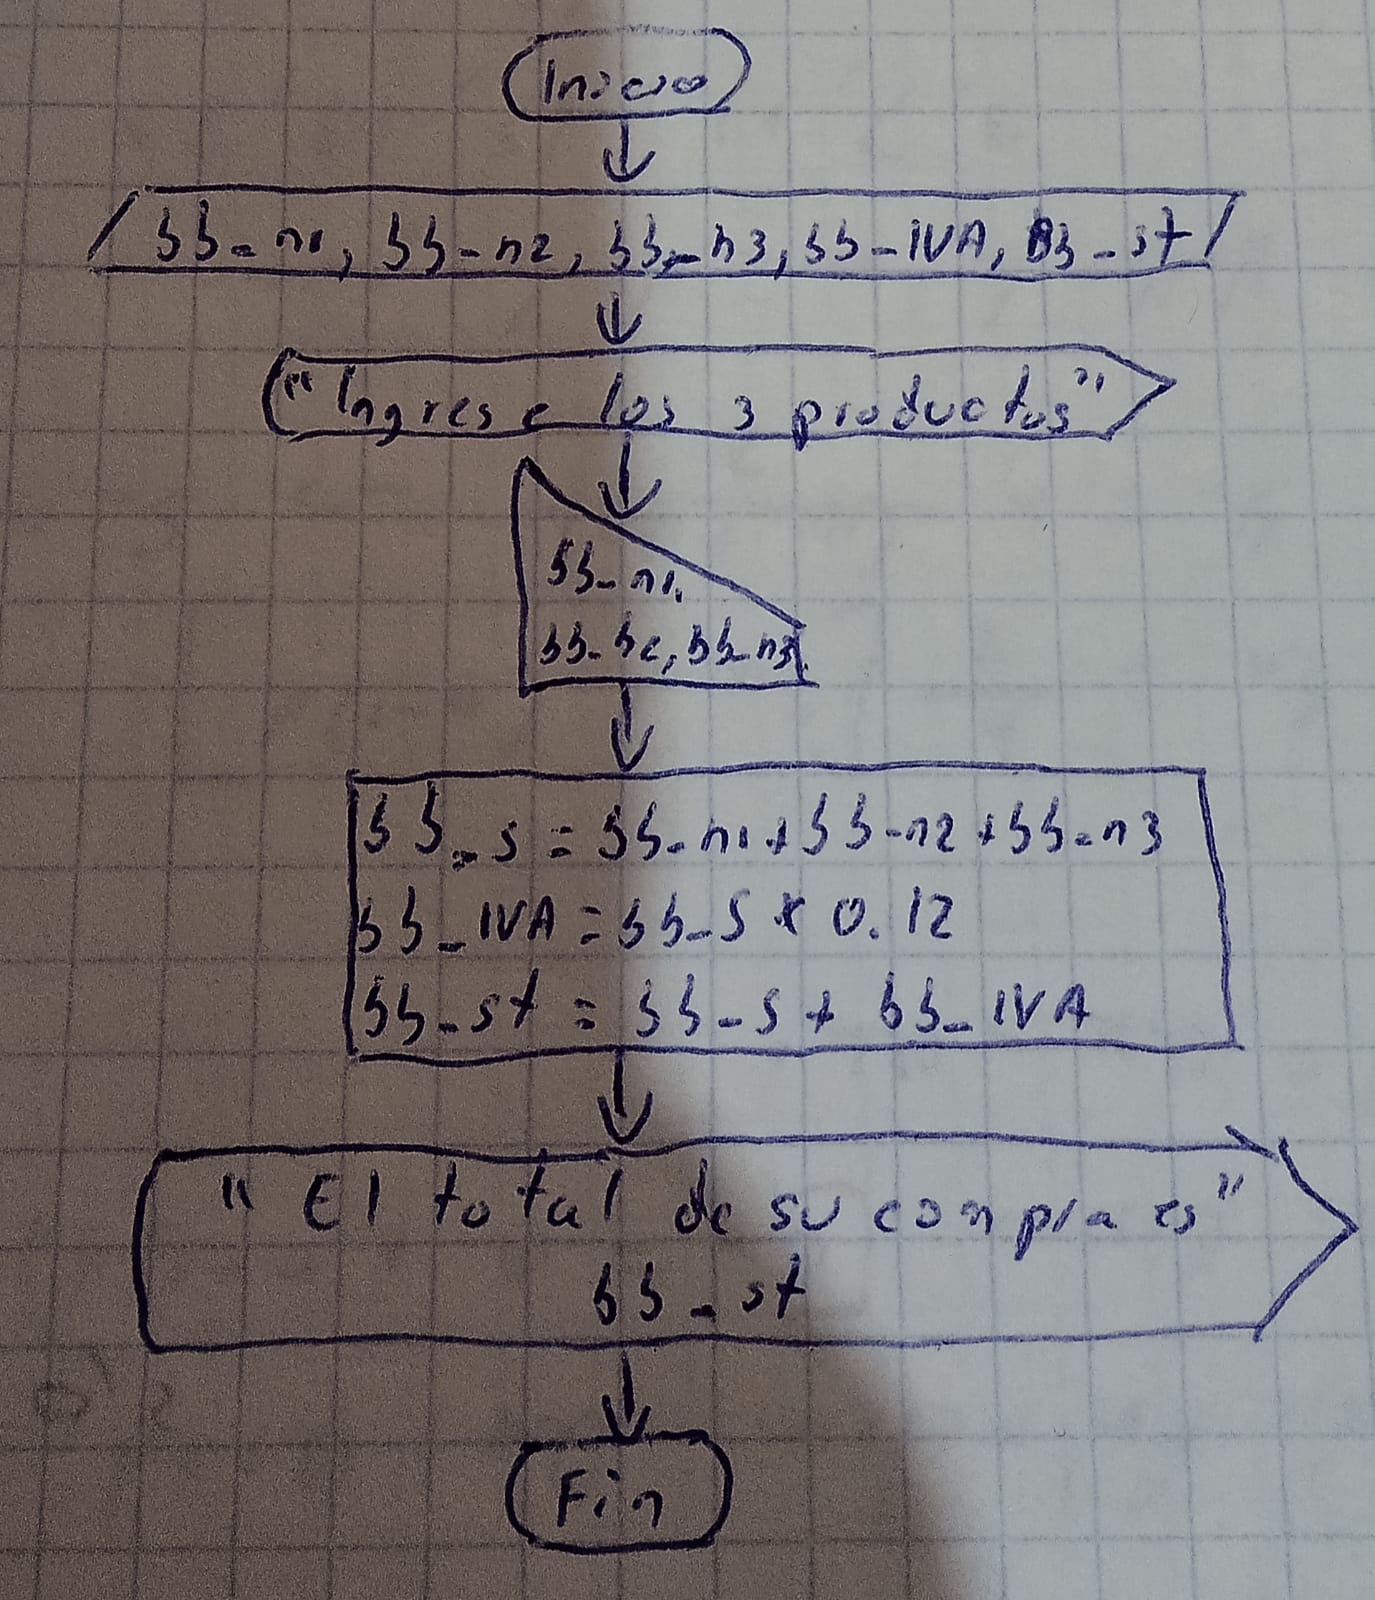 Inicio
bb_n1, bb_n2, bb_n3, bb_IVA, bb_st
"Ingrese los 3 productos"
bb_n1,
bb_n2, bb_n3.
bb_s = bb_n1 + bb_n2 + bb_n3
bb_IVA = bb_s * 0.12
bb_st = bb_s + bb_IVA
"El total de su compra es"
bb_st
Fin